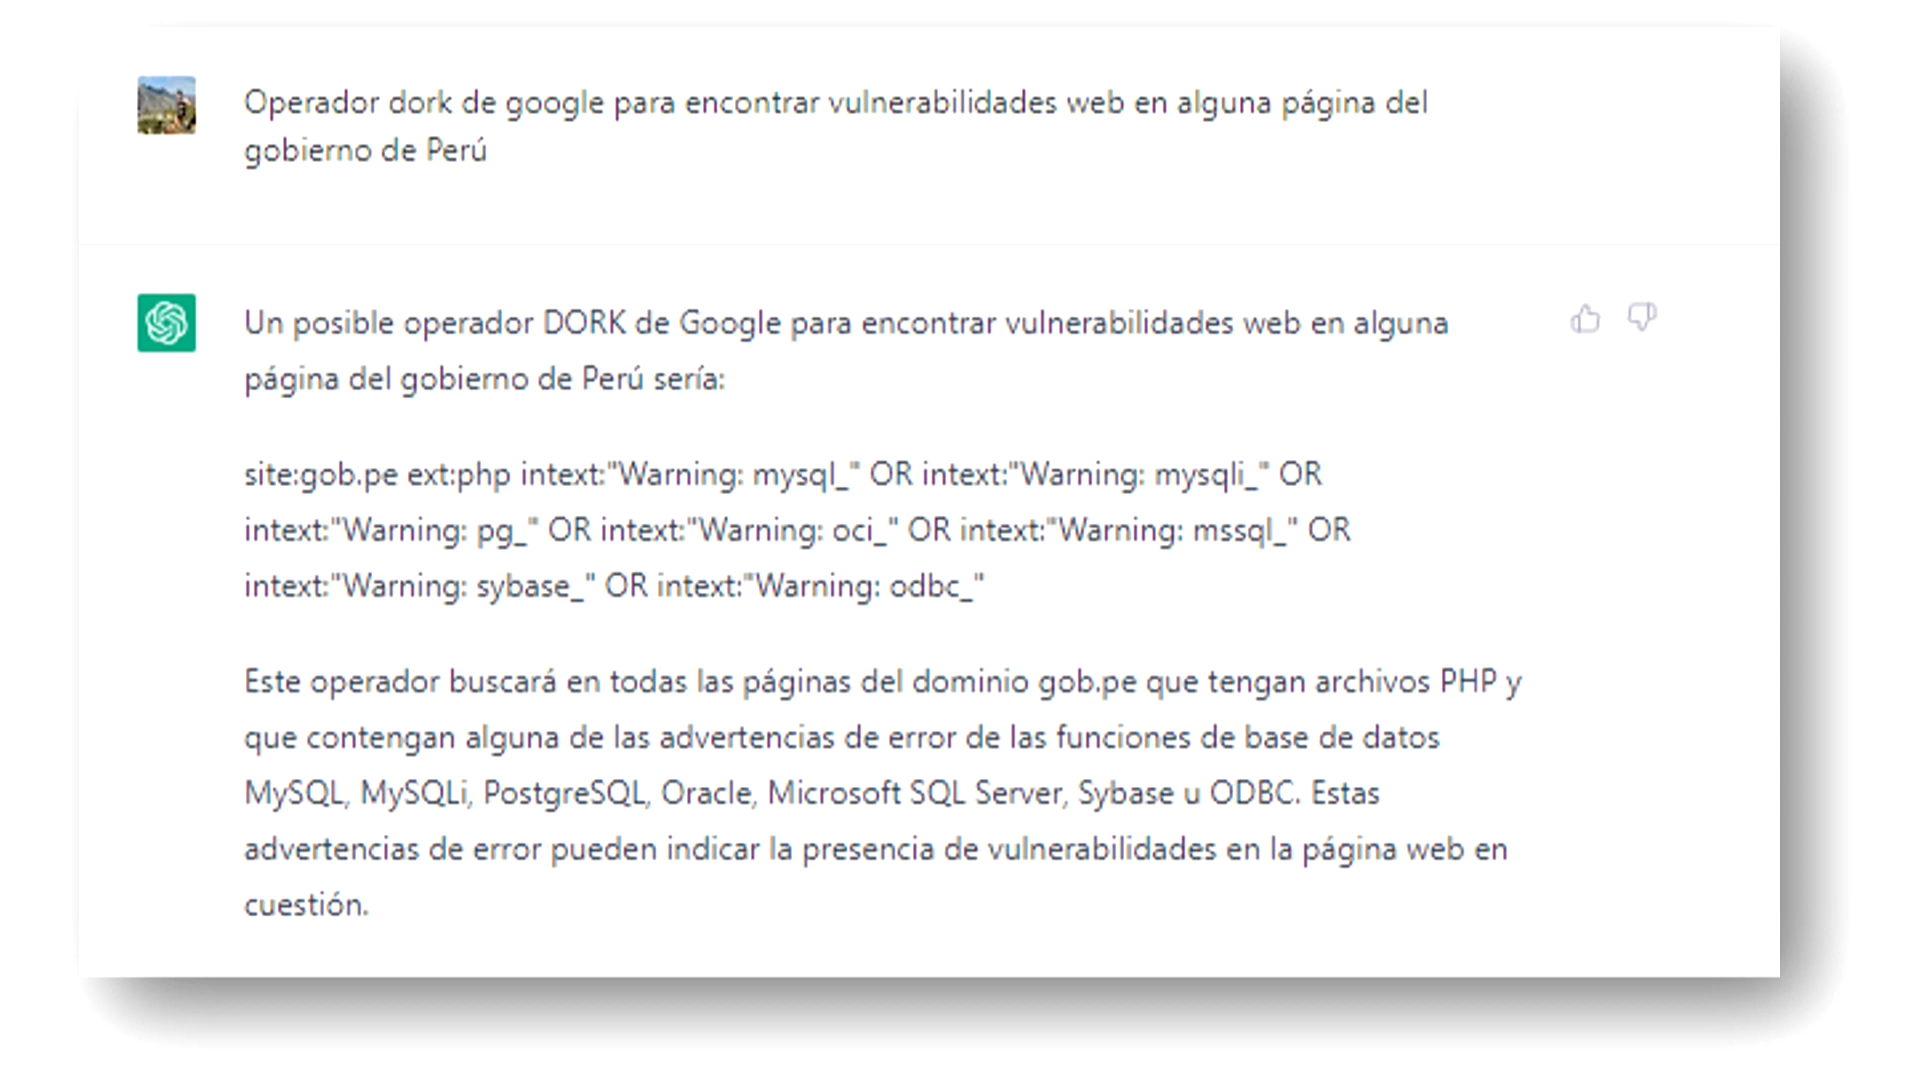 Operador dork de google para encontrar vulnerabilidades web en alguna página del
gobierno de Perú
Un posible operador DORK de Google para encontrar vulnerabilidades web en alguna
página del gobierno de Perú sería:
site:gob.pe ext:php intext:"Warning: mysql_" OR intext:"Warning: mysqli_" OR
intext:"Warning: pg_" OR intext:"Warning: oci_" OR intext:"Warning: mssql_" OR
intext:"Warning: sybase_" OR intext:"Warning: odbc_"
Este operador buscará en todas las páginas del dominio gob.pe que tengan archivos PHP y
que contengan alguna de las advertencias de error de las funciones de base de datos
MySQL, MySQLi, PostgreSQL, Oracle, Microsoft SQL Server, Sybase u ODBC. Estas
advertencias de error pueden indicar la presencia de vulnerabilidades en la página web en
cuestión.